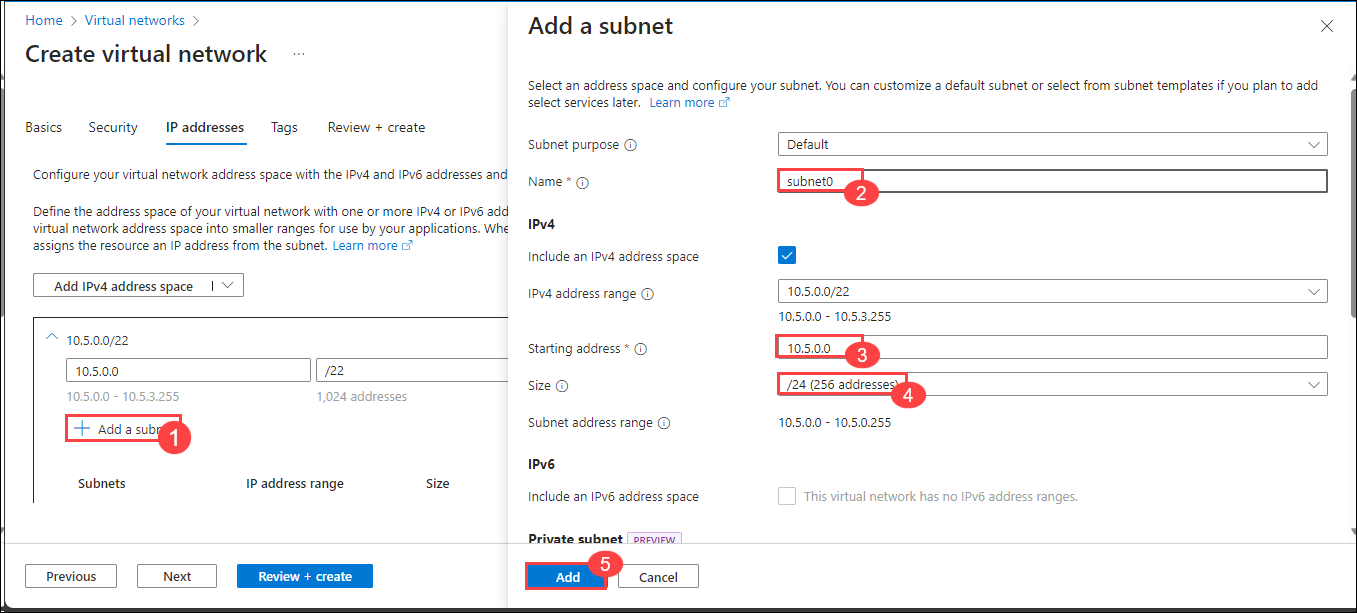 Home > Virtual networks >
Create virtual network ...
Basics Security IP addresses Tags Review + create
Configure your virtual network address space with the IPv4 and IPv6 addresses and
Define the address space of your virtual network with one or more IPv4 or IPv6 add
virtual network address space into smaller ranges for use by your applications. Whe
assigns the resource an IP address from the subnet. Learn more
Add IPv4 address space |
10.5.0.0/22
10.5.0.0 /22
10.5.0.0 - 10.5.3.255 1,024 addresses
+ Add a subn 1
Subnets IP address range Size
Previous Next Review + create
Add a subnet
Select an address space and configure your subnet. You can customize a default subnet or select from subnet templates if you plan to add
select services later. Learn more
Subnet purpose Default
Name * subnet0 2
IPv4
Include an IPv4 address space
IPv4 address range 10.5.0.0/22
10.5.0.0 - 10.5.3.255
Starting address * 10.5.0.0 3
Size /24 (256 addresses) 4
Subnet address range 10.5.0.0 - 10.5.0.255
IPv6
Include an IPv6 address space This virtual network has no IPv6 address ranges.
Private subnet PREVIEW
Add 5 Cancel